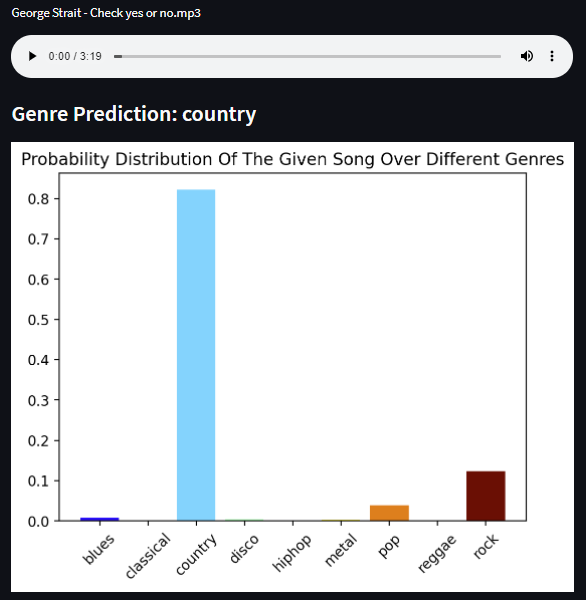 George Strait - Check yes or no.mp3
0:00 / 3:19
Genre Prediction: country
Probability Distribution Of The Given Song Over Different Genres
0.8
0.7
0.6
0.5
0.4
0.3
0.2
0.1
0.0
blues classical country disco hiphop metal pop reggae rock